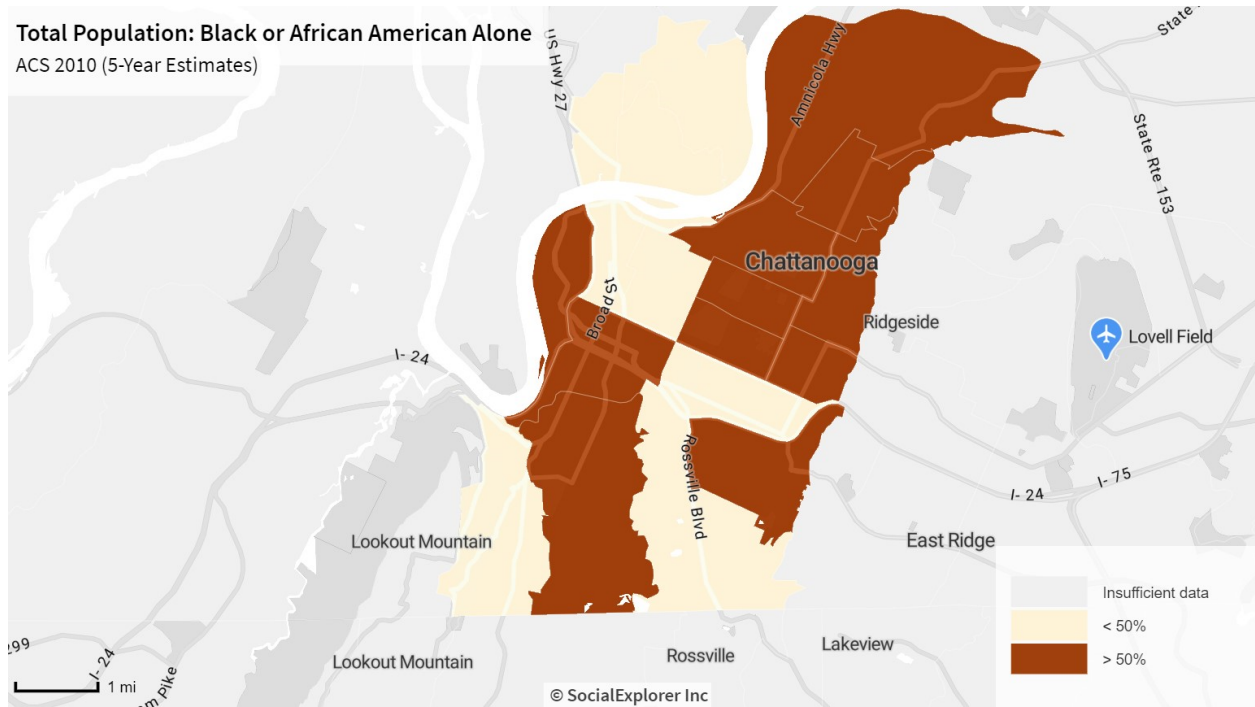 Total Population: Black or African American Alone
ACS 2010 (5-Year Estimates)
US Hwy 27
Amnicola Hwy
State
State Rte 153
Chattanooga
Broad St
Ridgeside
Lovell Field
I- 24
Rossville Blvd
I- 75
I- 24
Lookout Mountain
East Ridge
Insufficient data
< 50%
> 50%
299
I- 24
Lookout Mountain
Rossville
Lakeview
1 mi
m Pike
© SocialExplorer Inc